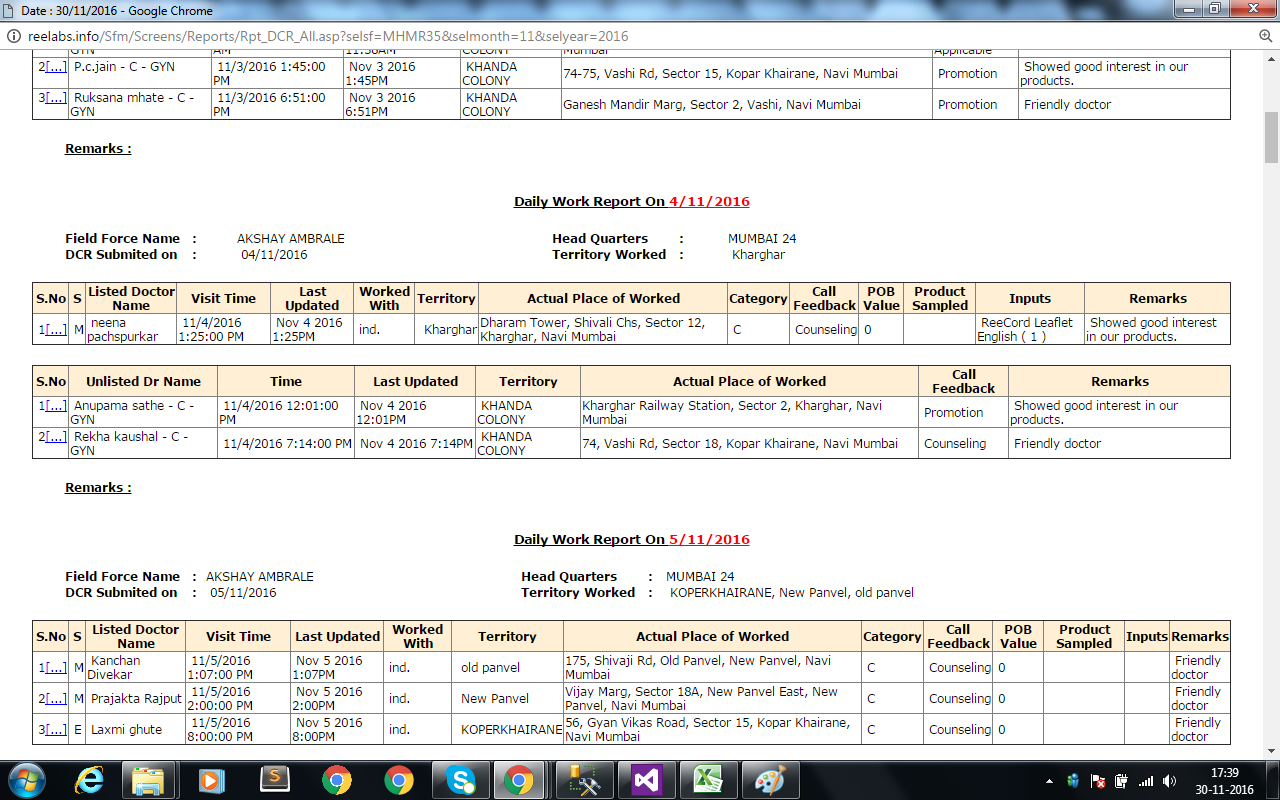 Date : 30/11/2016 - Google Chrome
reelabs.info/Sfm/Screens/Reports/Rpt_DCR_All.asp?selsf=MHMR35&selmonth=11&selyear=2016
GYN AM 11:38AM COLONY Mumbai Applicable
2[...] P.c.jain - C - GYN 11/3/2016 1:45:00 PM Nov 3 2016 1:45PM KHANDA COLONY 74-75, Vashi Rd, Sector 15, Kopar Khairane, Navi Mumbai Promotion Showed good interest in our products.
3[...] Ruksana mhate - C - GYN 11/3/2016 6:51:00 PM Nov 3 2016 6:51PM KHANDA COLONY Ganesh Mandir Marg, Sector 2, Vashi, Navi Mumbai Promotion Friendly doctor
Remarks :
Daily Work Report On 4/11/2016
Field Force Name : AKSHAY AMBRALE Head Quarters : MUMBAI 24
DCR Submited on : 04/11/2016 Territory Worked : Kharghar
S.No S Listed Doctor Name Visit Time Last Updated Worked With Territory Actual Place of Worked Category Call Feedback POB Value Product Sampled Inputs Remarks
1[...] M neena pachspurkar 11/4/2016 1:25:00 PM Nov 4 2016 1:25PM ind. Kharghar Dharam Tower, Shivali Chs, Sector 12, Kharghar, Navi Mumbai C Counseling 0 ReeCord Leaflet English ( 1 ) Showed good interest in our products.
S.No Unlisted Dr Name Time Last Updated Territory Actual Place of Worked Call Feedback Remarks
1[...] Anupama sathe - C - GYN 11/4/2016 12:01:00 PM Nov 4 2016 12:01PM KHANDA COLONY Kharghar Railway Station, Sector 2, Kharghar, Navi Mumbai Promotion Showed good interest in our products.
2[...] Rekha kaushal - C - GYN 11/4/2016 7:14:00 PM Nov 4 2016 7:14PM KHANDA COLONY 74, Vashi Rd, Sector 18, Kopar Khairane, Navi Mumbai Counseling Friendly doctor
Remarks :
Daily Work Report On 5/11/2016
Field Force Name : AKSHAY AMBRALE Head Quarters : MUMBAI 24
DCR Submited on : 05/11/2016 Territory Worked : KOPERKHAIRANE, New Panvel, old panvel
S.No S Listed Doctor Name Visit Time Last Updated Worked With Territory Actual Place of Worked Category Call Feedback POB Value Product Sampled Inputs Remarks
1[...] M Kanchan Divekar 11/5/2016 1:07:00 PM Nov 5 2016 1:07PM ind. old panvel 175, Shivaji Rd, Old Panvel, New Panvel, Navi Mumbai C Counseling 0 Friendly doctor
2[...] M Prajakta Rajput 11/5/2016 2:00:00 PM Nov 5 2016 2:00PM ind. New Panvel Vijay Marg, Sector 18A, New Panvel East, New Panvel, Navi Mumbai C Counseling 0 Friendly doctor
3[...] E Laxmi ghute 11/5/2016 8:00:00 PM Nov 5 2016 8:00PM ind. KOPERKHAIRANE 56, Gyan Vikas Road, Sector 15, Kopar Khairane, Navi Mumbai C Counseling 0 Friendly doctor
17:39
30-11-2016